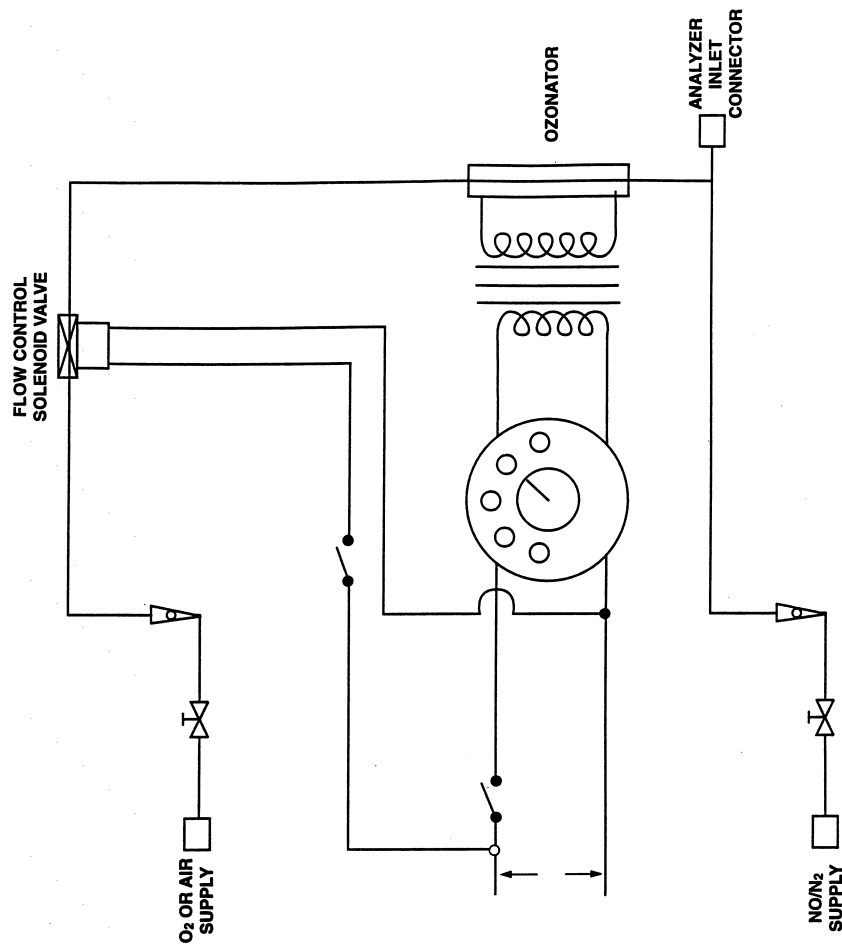 FLOW CONTROL
SOLENOID VALVE
OZONATOR
ANALYZER
INLET
CONNECTOR
O₂ OR AIR
SUPPLY
NO/N₂
SUPPLY